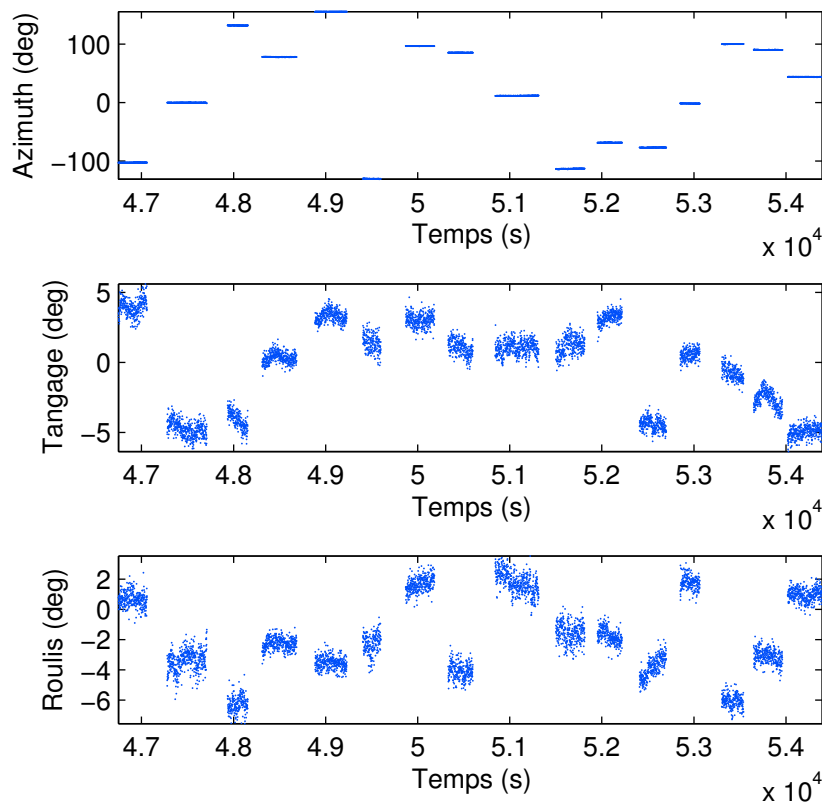 Azimuth (deg)
100
0
−100
4.7 4.8 4.9 5 5.1 5.2 5.3 5.4
Temps (s)
x 10^4
Tangage (deg)
5
0
−5
4.7 4.8 4.9 5 5.1 5.2 5.3 5.4
Temps (s)
x 10^4
Roulis (deg)
2
0
−2
−4
−6
4.7 4.8 4.9 5 5.1 5.2 5.3 5.4
Temps (s)
x 10^4